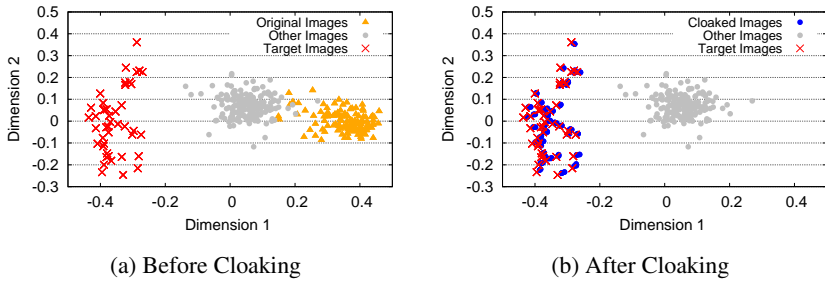 Original Images
Other Images
Target Images
Dimension 2
0.5
0.4
0.3
0.2
0.1
0
-0.1
-0.2
-0.3
-0.4
-0.2
0
0.2
0.4
Dimension 1
(a) Before Cloaking
Cloaked Images
Other Images
Target Images
Dimension 2
0.5
0.4
0.3
0.2
0.1
0
-0.1
-0.2
-0.3
-0.4
-0.2
0
0.2
0.4
Dimension 1
(b) After Cloaking